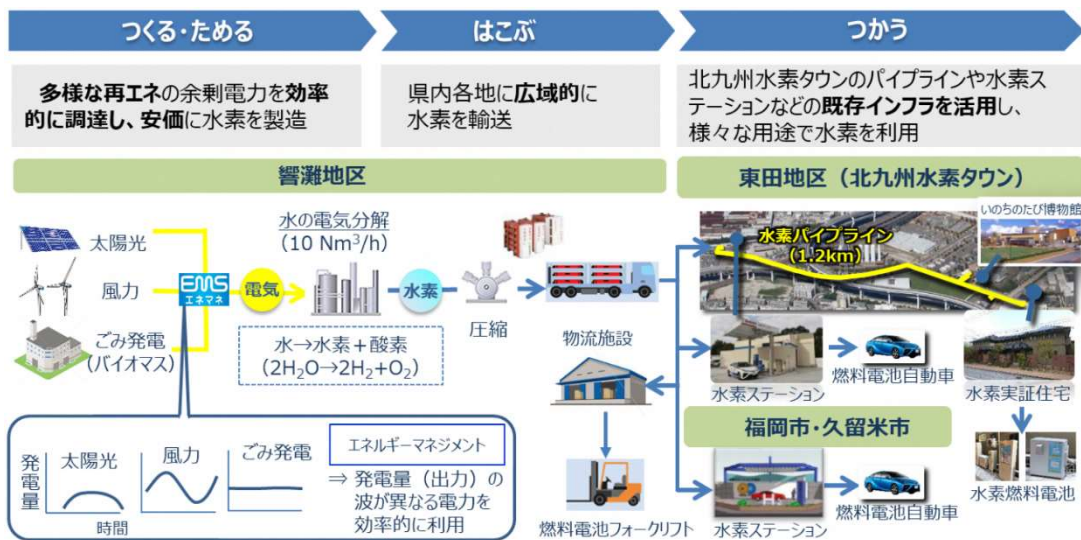 つくる・ためる
はこぶ
つかう
多様な再エネの余剰電力を効率
的に調達し、安価に水素を製造
県内各地に広域的に
水素を輸送
北九州水素タウンのパイプラインや水素ス
テーションなどの既存インフラを活用し、
様々な用途で水素を利用
響灘地区
東田地区（北九州水素タウン）
太陽光
風力
ごみ発電
(バイオマス)
EMS
エネマネ
電気
水の電気分解
(10 Nm³/h)
水素
圧縮
水→水素＋酸素
(2H₂O→2H₂+O₂)
水素パイプライン
(1.2km)
いのちのたび博物館
物流施設
燃料電池フォークリフト
水素ステーション
燃料電池自動車
水素実証住宅
水素燃料電池
福岡市・久留米市
水素ステーション
燃料電池自動車
発電量
太陽光
風力
ごみ発電
時間
エネルギーマネジメント
⇒ 発電量（出力）の
波が異なる電力を
効率的に利用